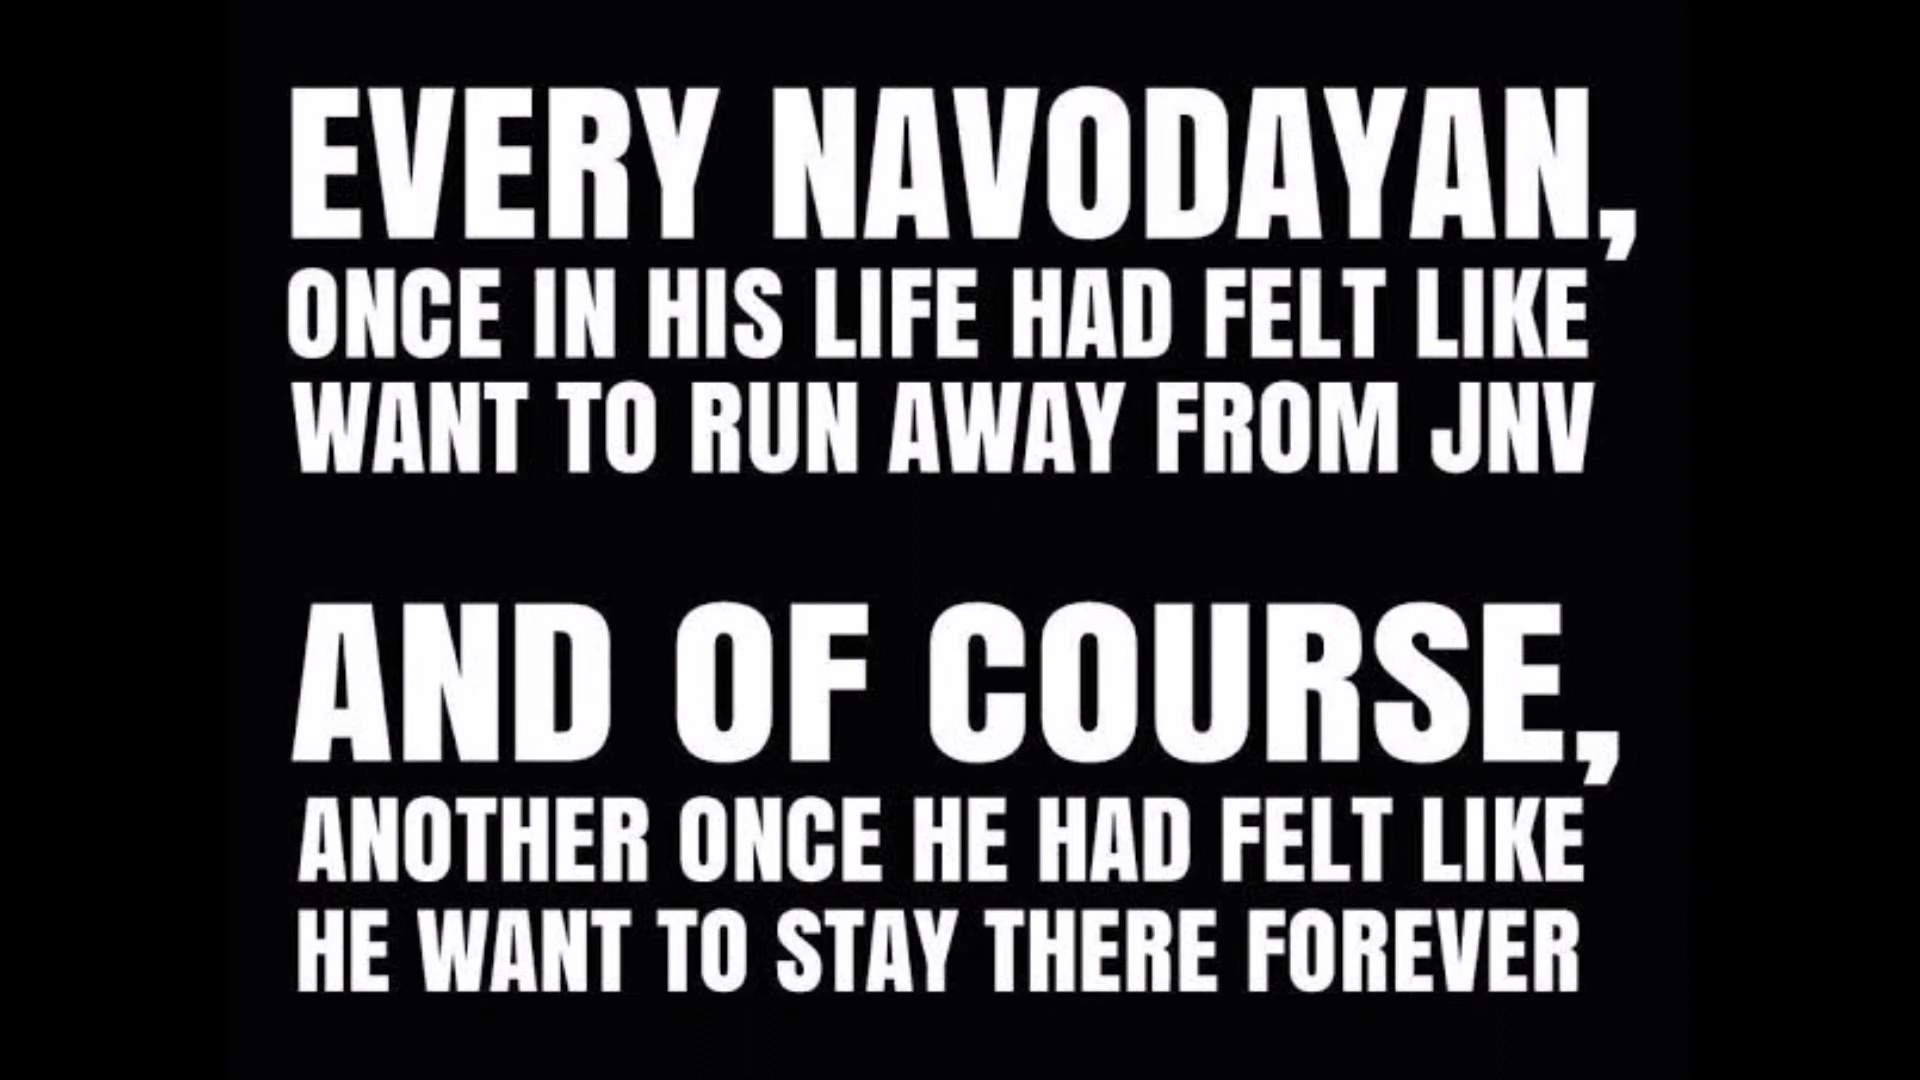 EVERY NAVODAYAN,
ONCE IN HIS LIFE HAD FELT LIKE
WANT TO RUN AWAY FROM JNV
AND OF COURSE,
ANOTHER ONCE HE HAD FELT LIKE
HE WANT TO STAY THERE FOREVER